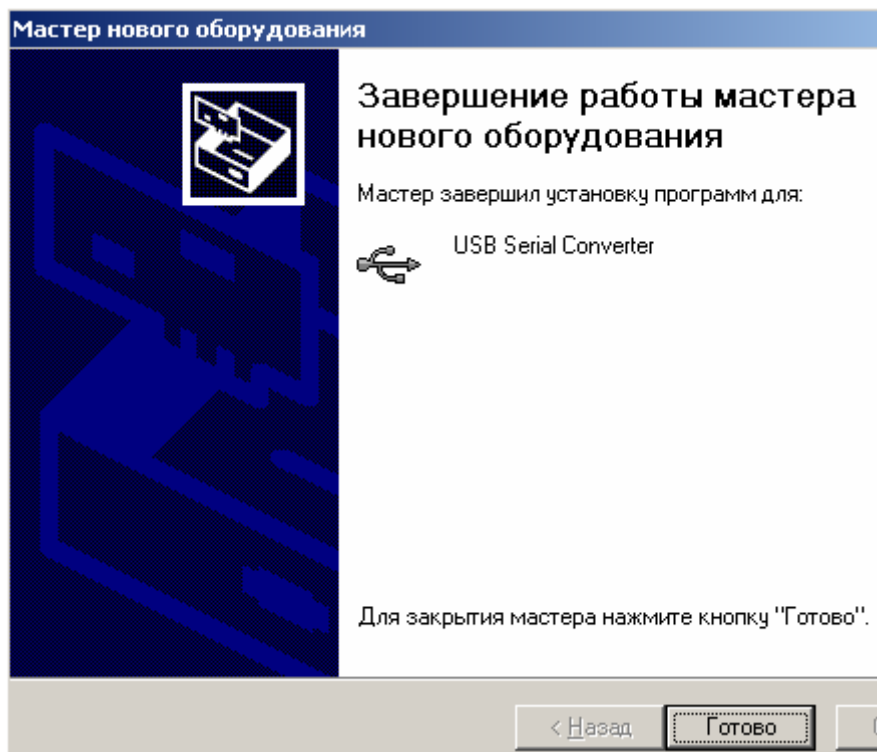 Мастер нового оборудования
Завершение работы мастера
нового оборудования
Мастер завершил установку программ для:
USB Serial Converter
Для закрытия мастера нажмите кнопку "Готово".
< Назад
Готово